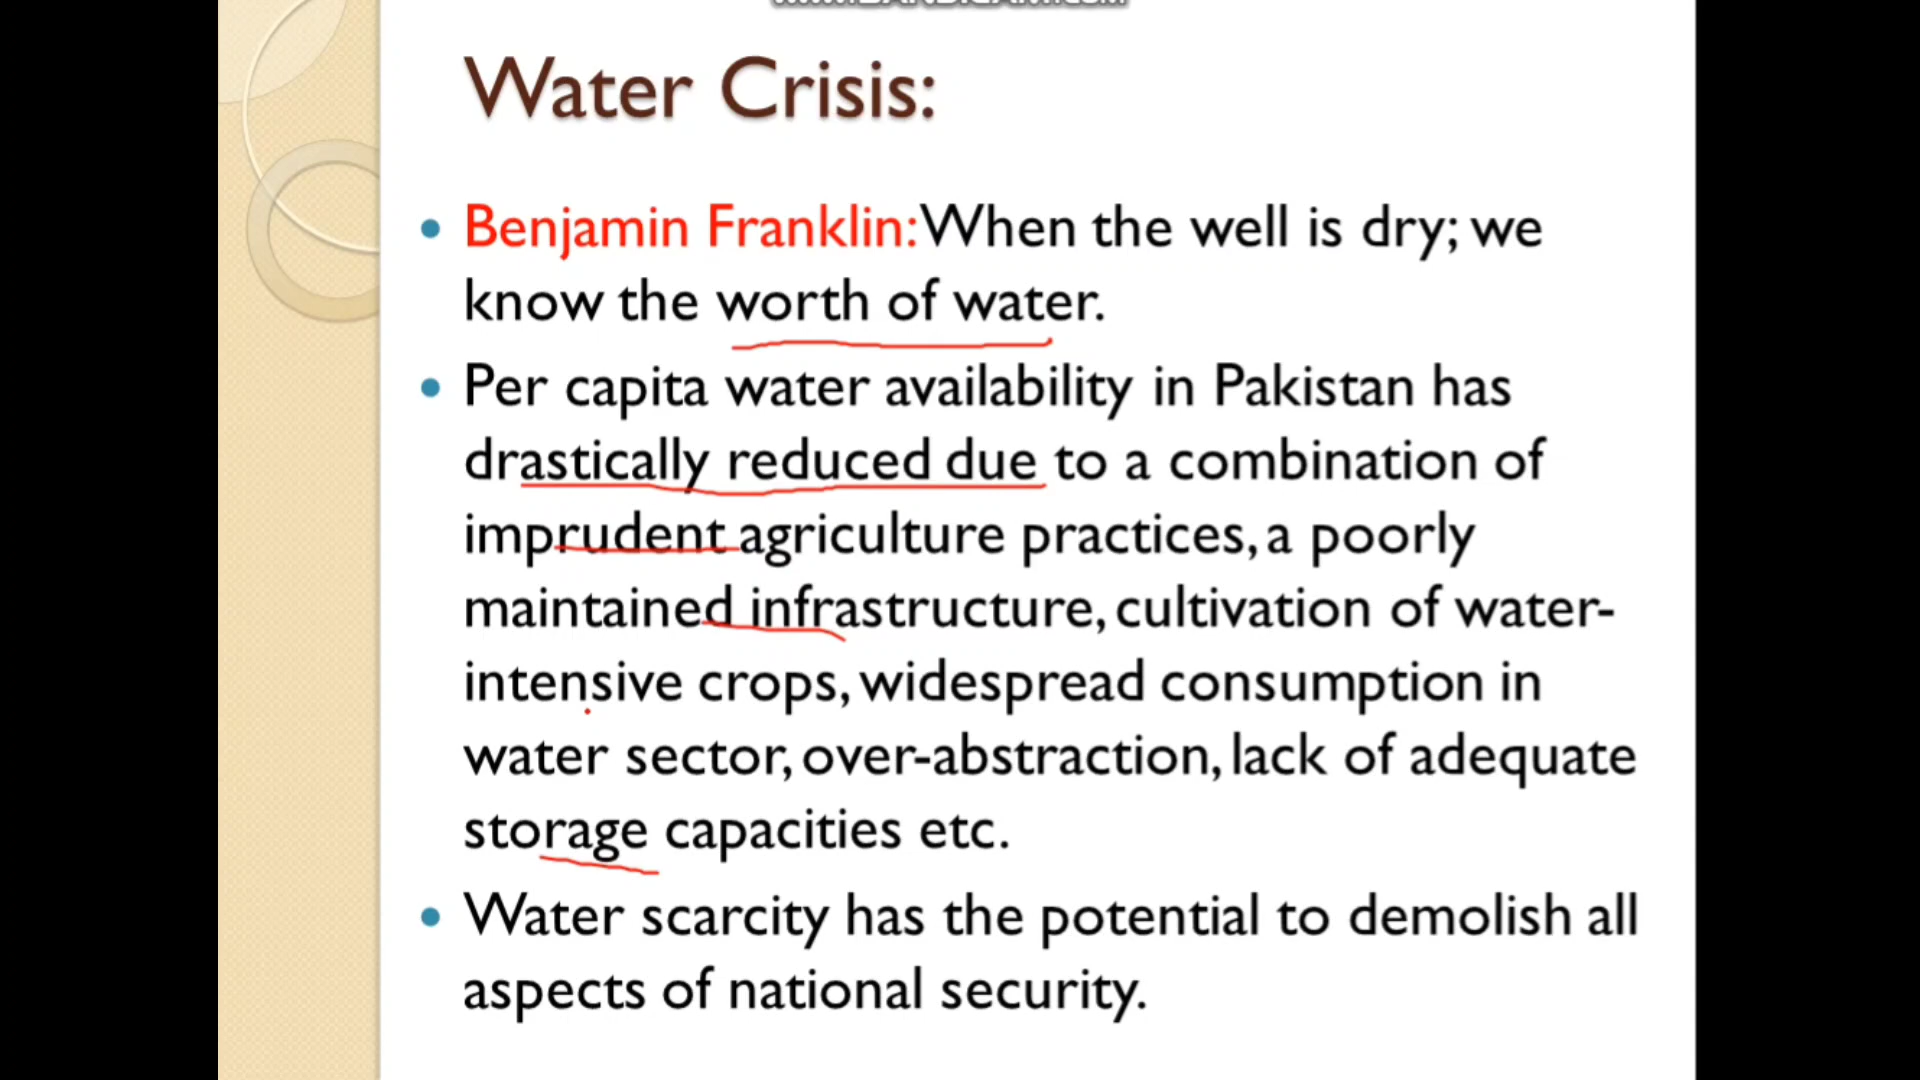 Water Crisis:
Benjamin Franklin: When the well is dry; we
know the worth of water.
Per capita water availability in Pakistan has
drastically reduced due to a combination of
imprudent agriculture practices, a poorly
maintained infrastructure, cultivation of water-
intensive crops, widespread consumption in
water sector, over-abstraction, lack of adequate
storage capacities etc.
Water scarcity has the potential to demolish all
aspects of national security.